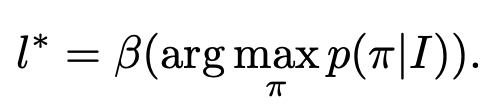 l* = β(arg max_π p(π|I)).